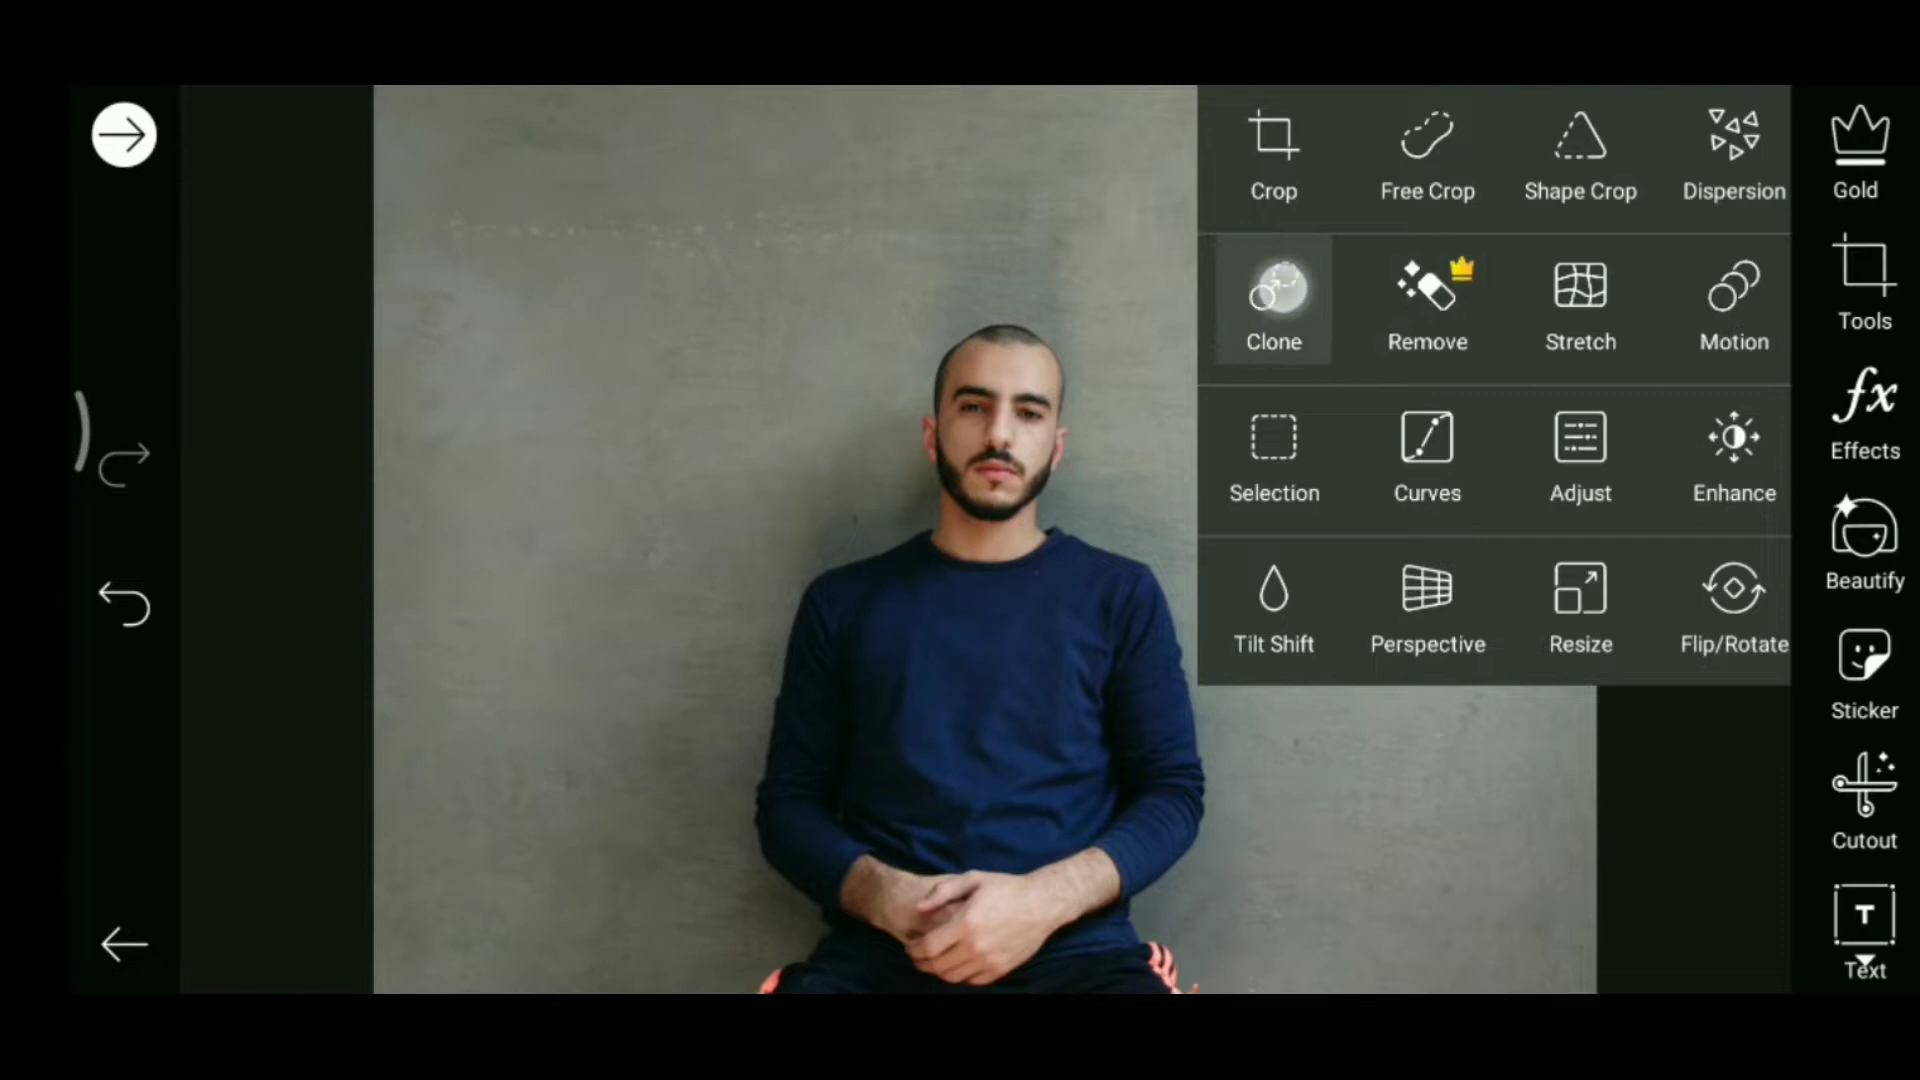 Crop
Free Crop
Shape Crop
Dispersion
Clone
Remove
Stretch
Motion
Selection
Curves
Adjust
Enhance
Tilt Shift
Perspective
Resize
Flip/Rotate
Gold
Tools
fx
Effects
Beautify
Sticker
Cutout
T
Text